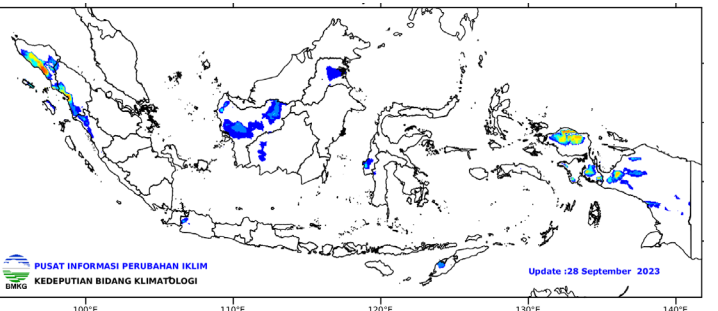 PUSAT INFORMASI PERUBAHAN IKLIM
KEDEPUTIAN BIDANG KLIMATOLOGI
BMKG
Update :28 September 2023
100°E 110°E 120°E 130°E 140°E